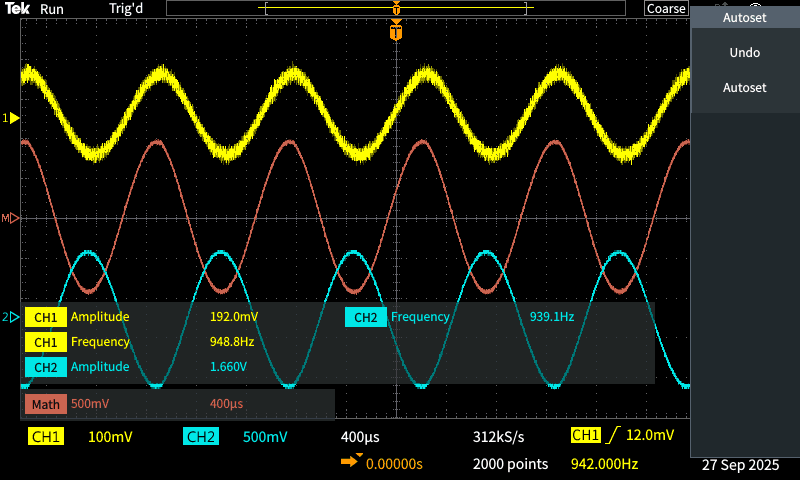 Tek Run Trig'd Coarse
T
T
Autoset
Undo
Autoset
1
M
2
CH1 Amplitude 192.0mV CH2 Frequency 939.1Hz
CH1 Frequency 948.8Hz
CH2 Amplitude 1.660V
Math 500mV 400µs
CH1 100mV CH2 500mV 400µs 312kS/s CH1 12.0mV
0.00000s 2000 points 942.000Hz 27 Sep 2025